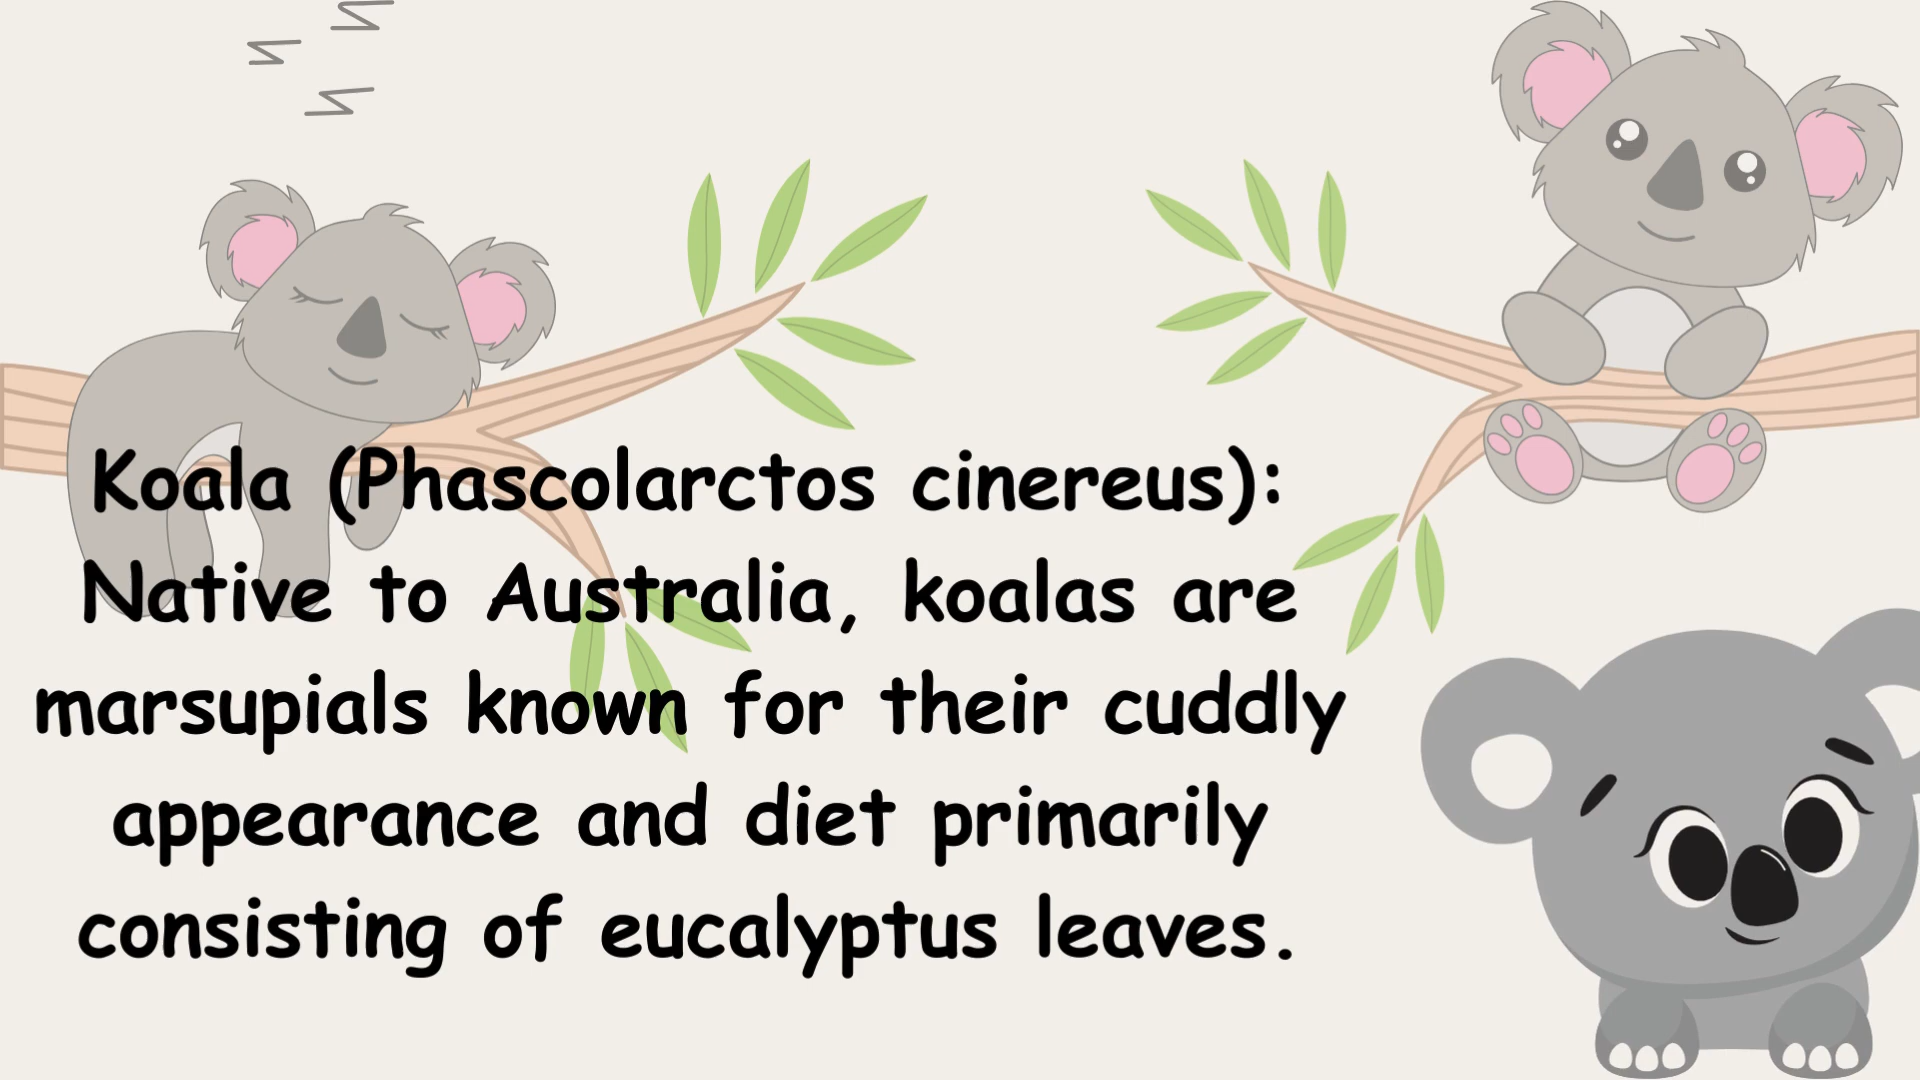 Koala (Phascolarctos cinereus):
Native to Australia, koalas are
marsupials known for their cuddly
appearance and diet primarily
consisting of eucalyptus leaves.